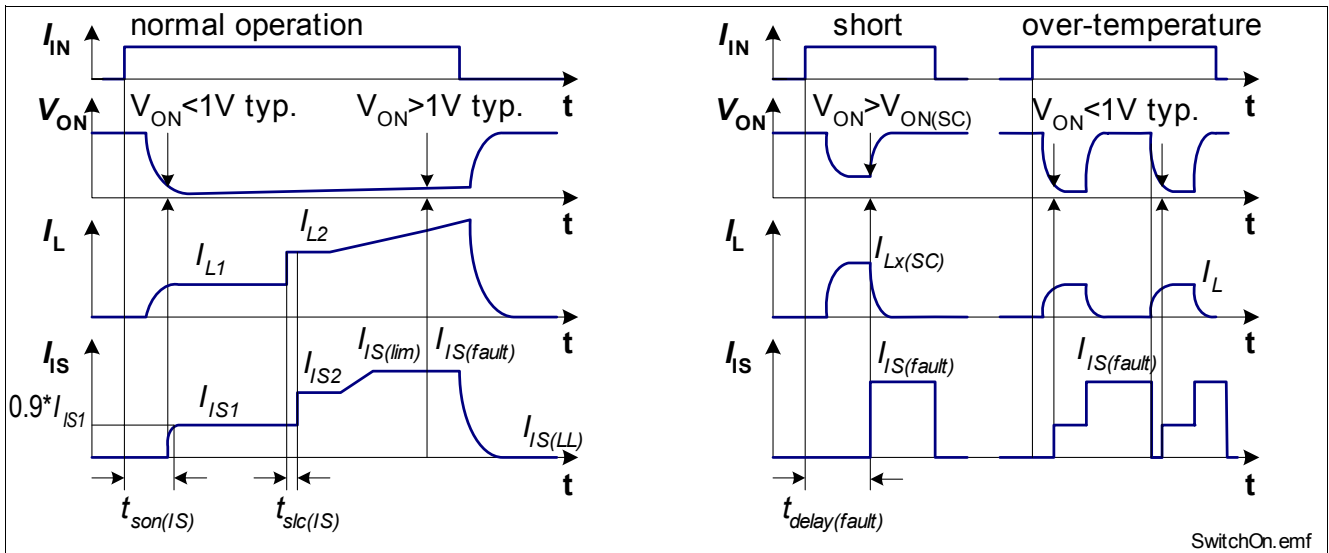 normal operation
short
over-temperature
I_IN
t
I_IN
t
V_ON
V_ON<1V typ.
V_ON>1V typ.
t
V_ON
V_ON>V_ON(SC)
V_ON<1V typ.
t
I_L
I_L1
I_L2
t
I_L
I_Lx(SC)
I_L
t
I_IS
0.9*I_IS1
I_IS1
I_IS2
I_IS(lim)
I_IS(fault)
I_IS(LL)
t
I_IS
I_IS(fault)
I_IS(fault)
t
t_son(IS)
t_slc(IS)
t_delay(fault)
SwitchOn.emf